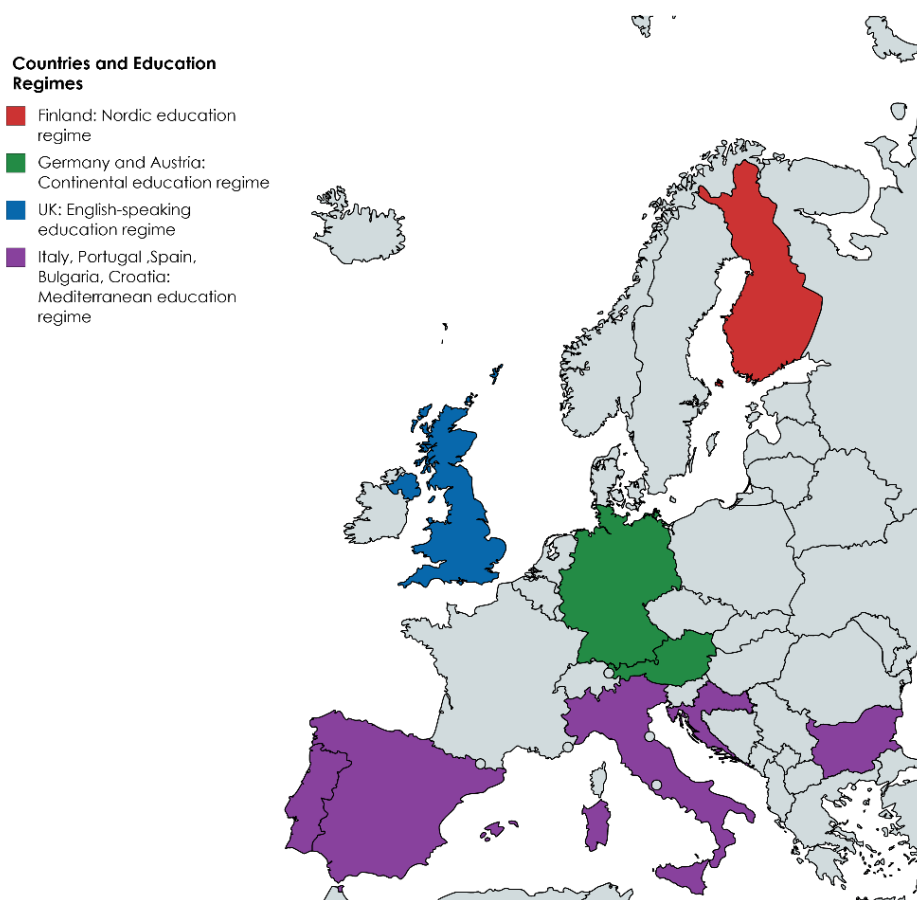 Countries and Education
Regimes
Finland: Nordic education
regime
Germany and Austria:
Continental education regime
UK: English-speaking
education regime
Italy, Portugal ,Spain,
Bulgaria, Croatia:
Mediterranean education
regime